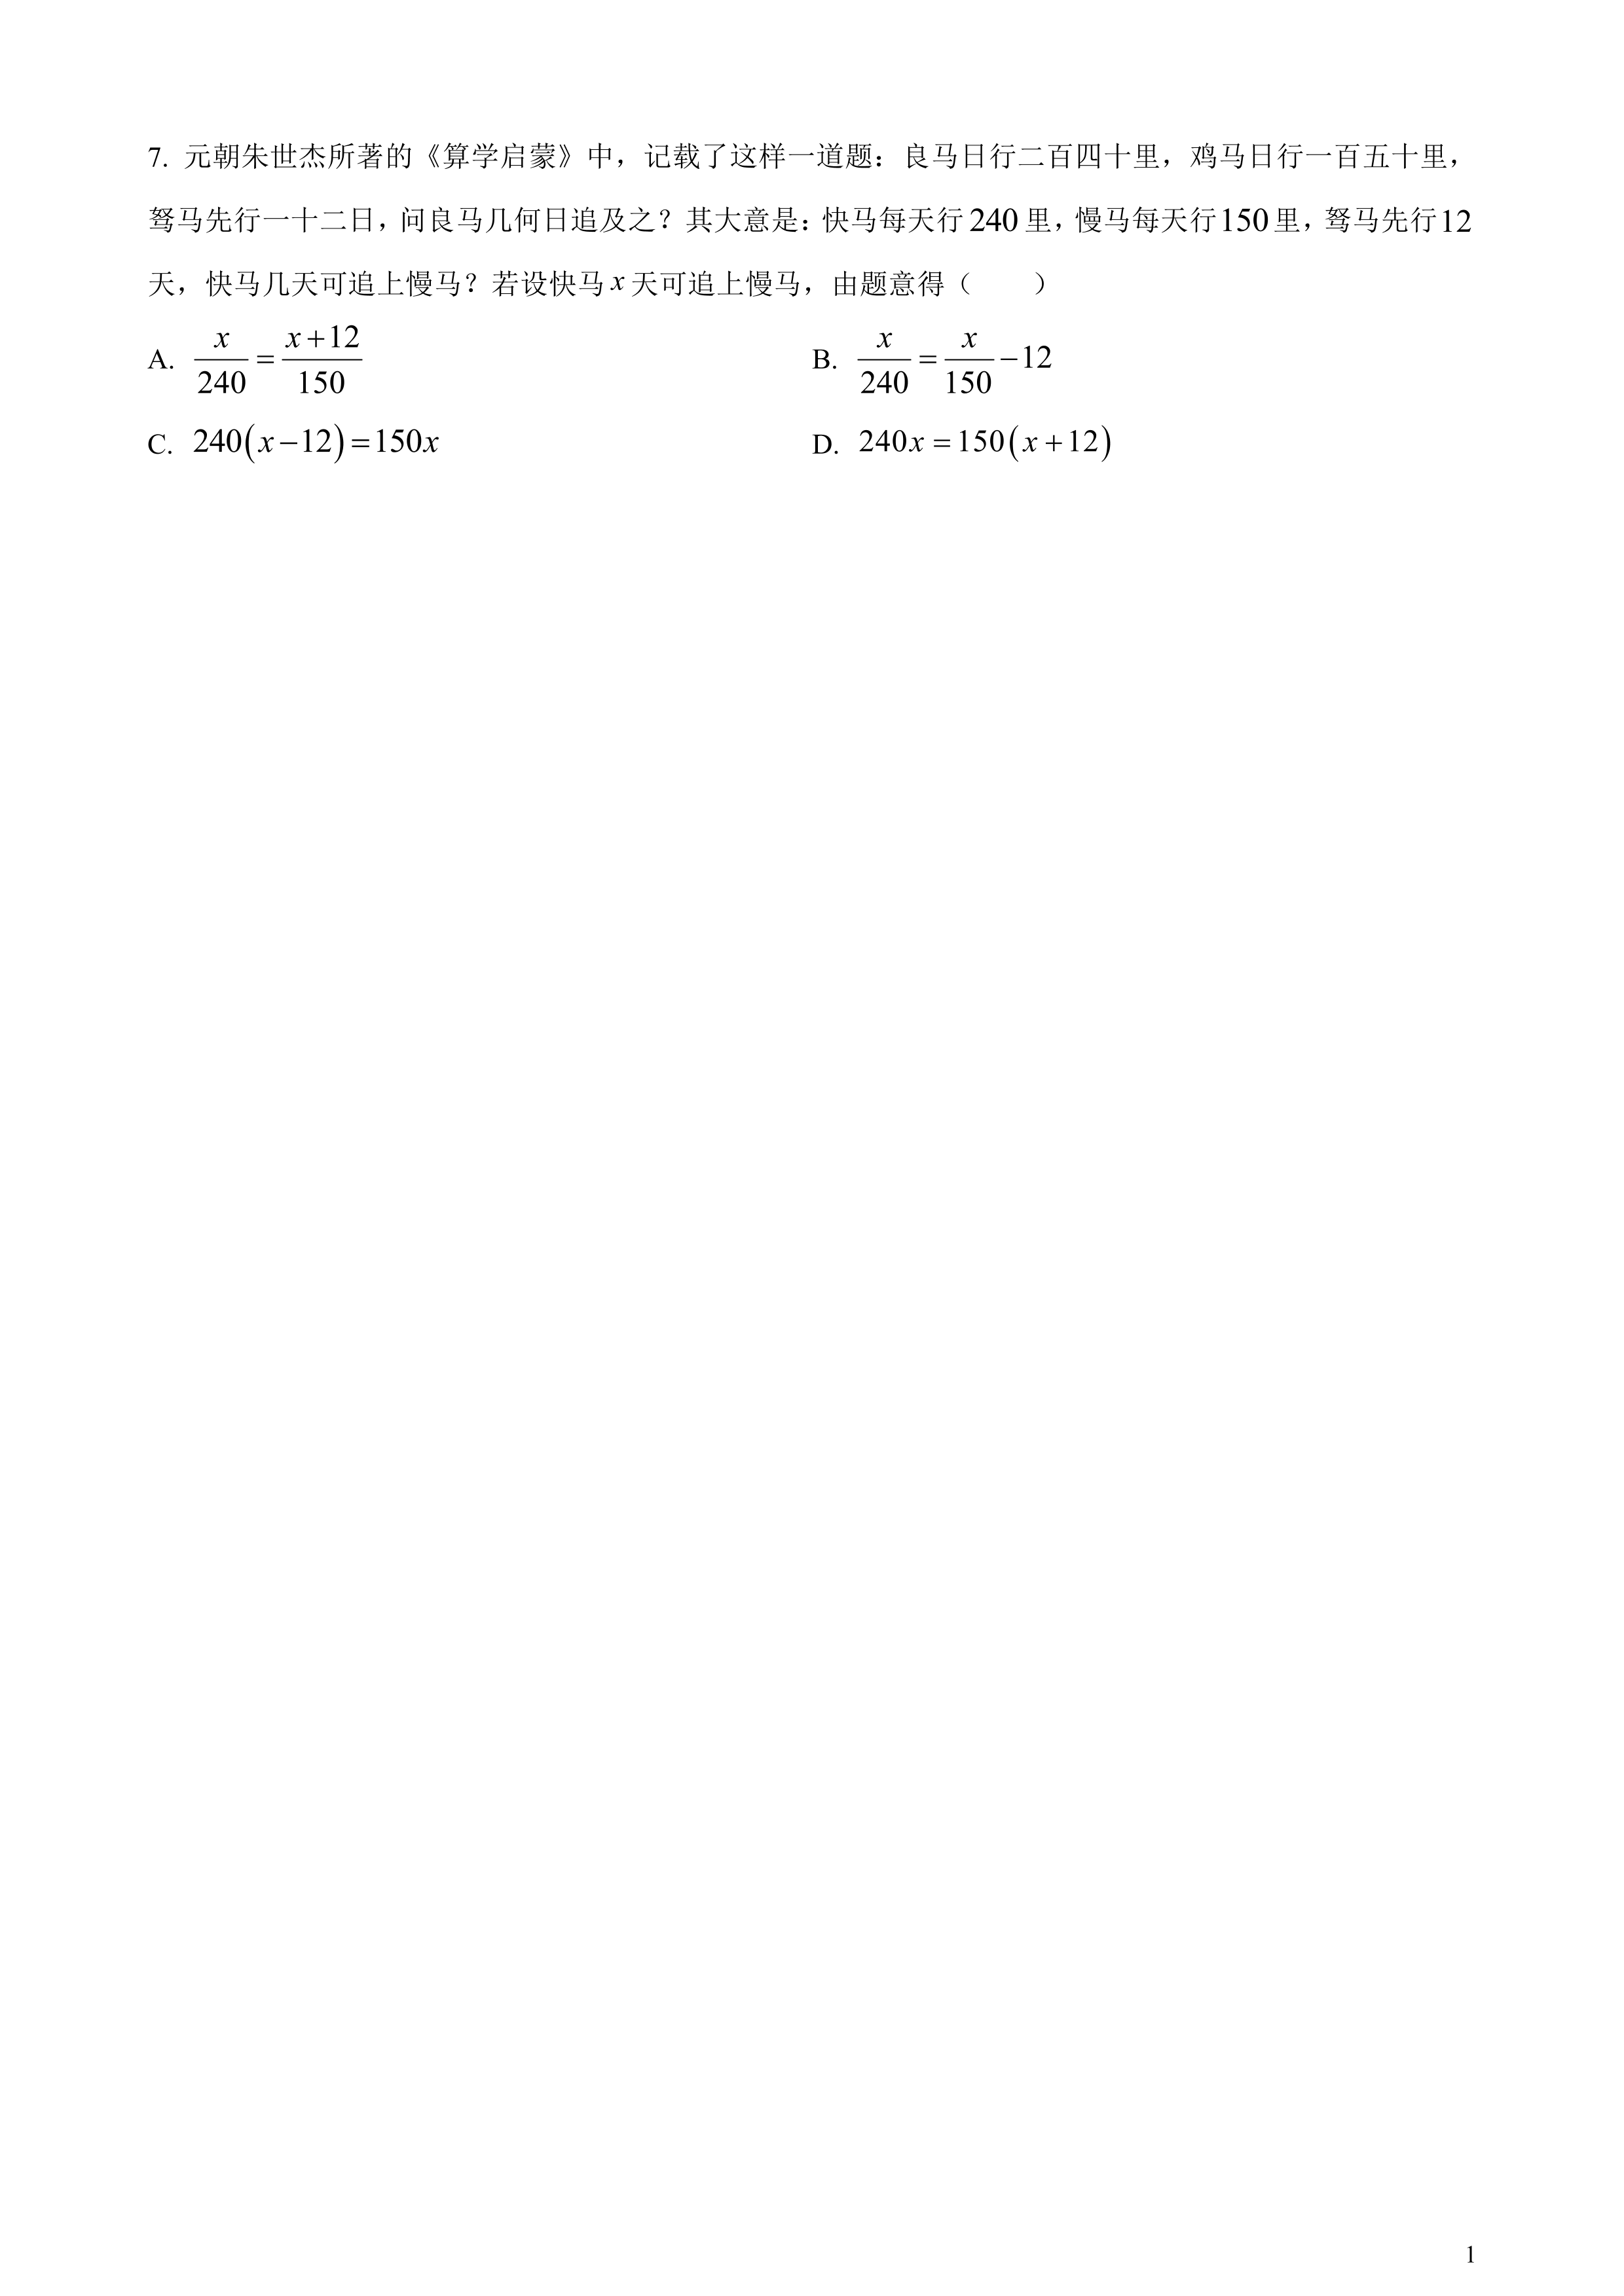 7. 元朝朱世杰所著的《算学启蒙》中，记载了这样一道题：良马日行二百四十里，鸡马日行一百五十里，
驽马先行一十二日，问良马几何日追及之？其大意是：快马每天行240里，慢马每天行150里，驽马先行12
天，快马几天可追上慢马？若设快马x天可追上慢马，由题意得（　　）
A. x/240 = (x+12)/150　B. x/240 = x/150 −12
C. 240(x−12)=150x　D. 240x=150(x+12)
1